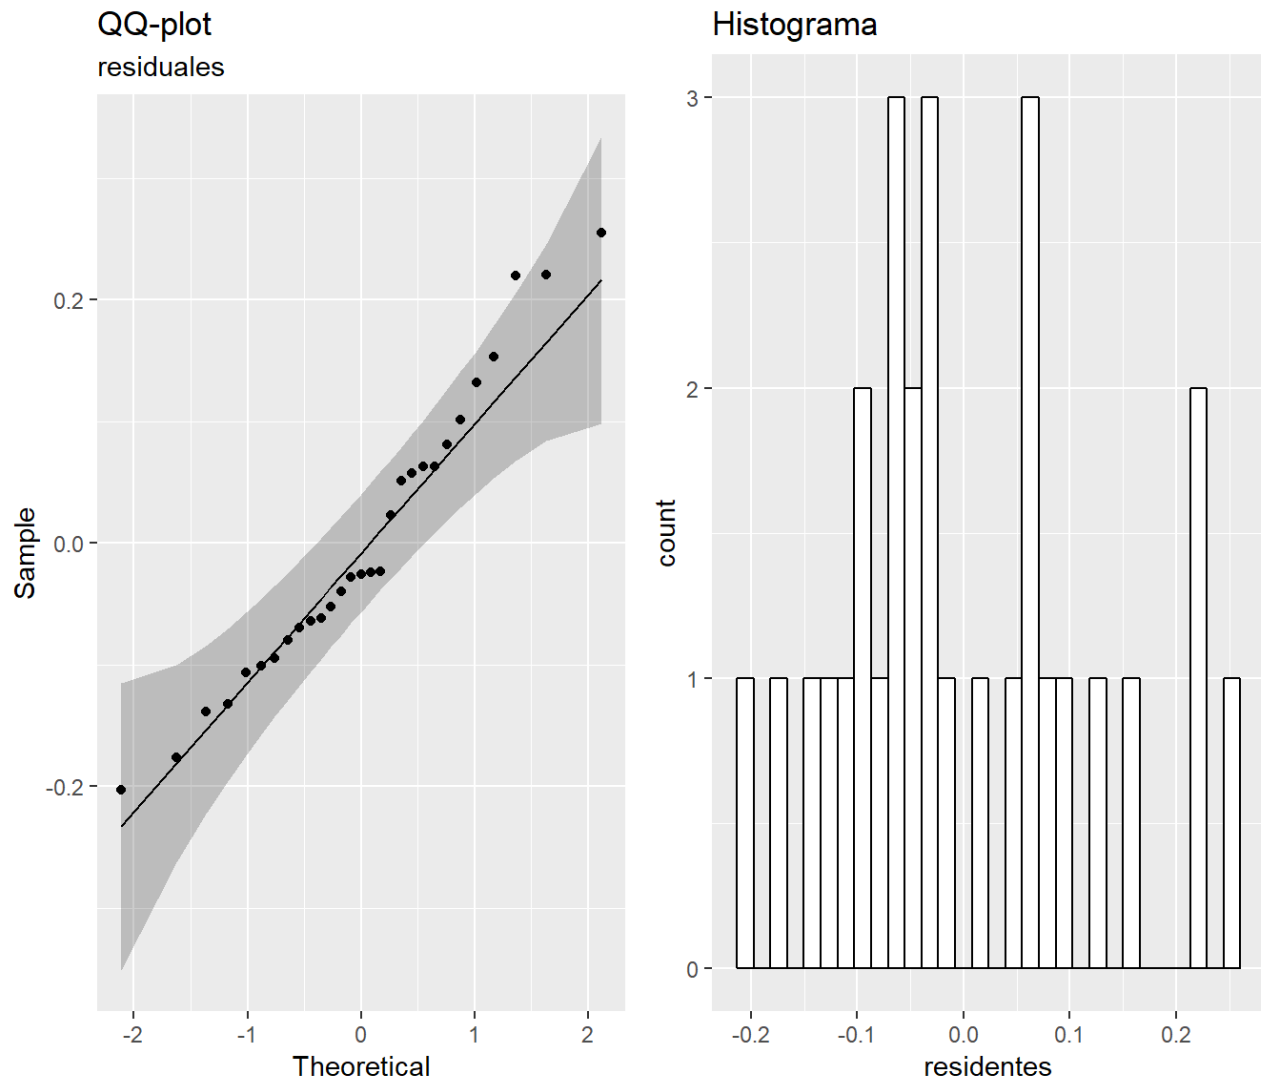 QQ-plot
residuales
Sample
0.2
0.0
-0.2
-2 -1 0 1 2
Theoretical
Histograma
count
3
2
1
0
-0.2 -0.1 0.0 0.1 0.2
residentes